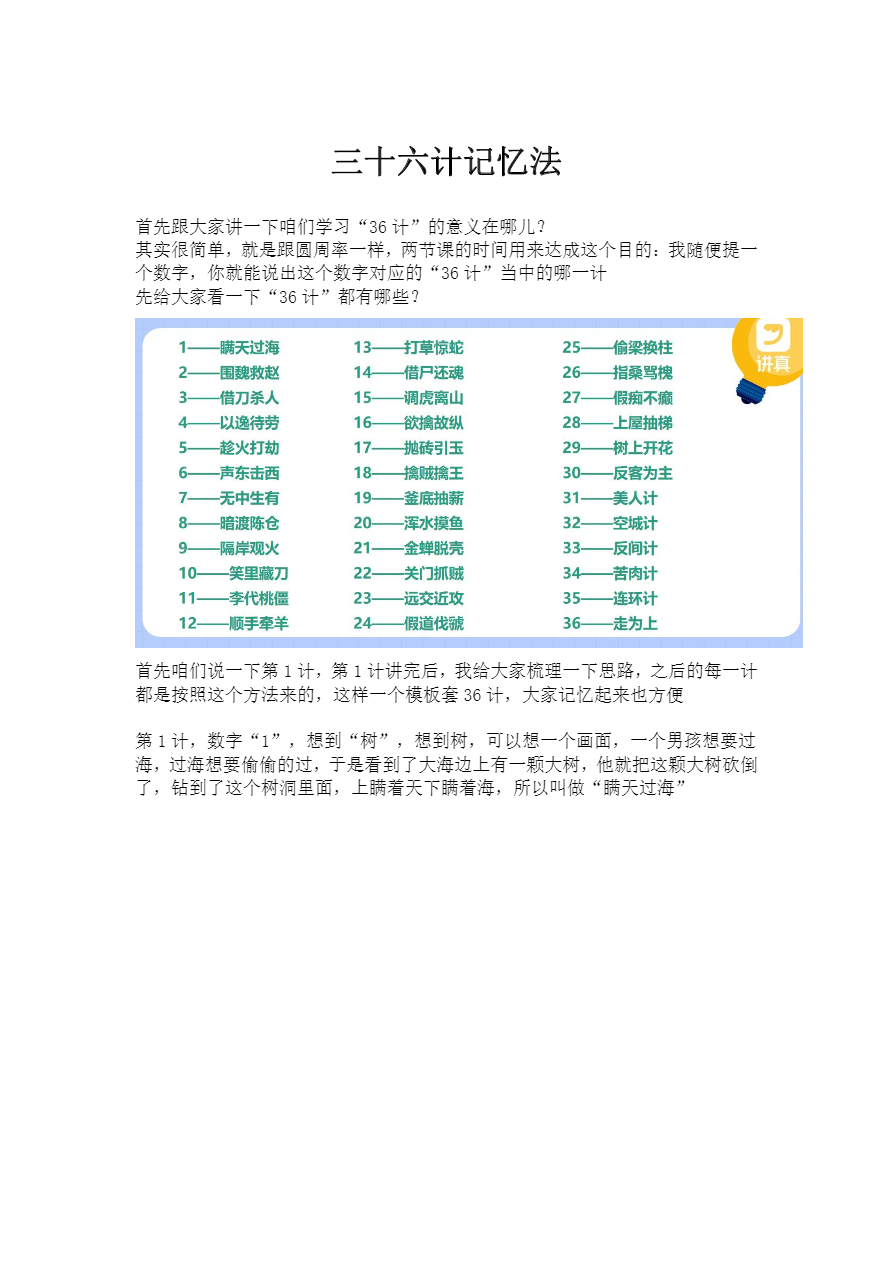 三十六计记忆法
首先跟大家讲一下咱们学习“36 计”的意义在哪儿？
其实很简单，就是跟圆周率一样，两节课的时间用来达成这个目的：我随便提一
个数字，你就能说出这个数字对应的“36 计”当中的哪一计
先给大家看一下“36 计”都有哪些？
讲真
1——瞒天过海
2——围魏救赵
3——借刀杀人
4——以逸待劳
5——趁火打劫
6——声东击西
7——无中生有
8——暗渡陈仓
9——隔岸观火
10——笑里藏刀
11——李代桃僵
12——顺手牵羊
13——打草惊蛇
14——借尸还魂
15——调虎离山
16——欲擒故纵
17——抛砖引玉
18——擒贼擒王
19——釜底抽薪
20——浑水摸鱼
21——金蝉脱壳
22——关门抓贼
23——远交近攻
24——假道伐虢
25——偷梁换柱
26——指桑骂槐
27——假痴不癫
28——上屋抽梯
29——树上开花
30——反客为主
31——美人计
32——空城计
33——反间计
34——苦肉计
35——连环计
36——走为上
首先咱们说一下第 1 计，第 1 计讲完后，我给大家梳理一下思路，之后的每一计
都是按照这个方法来的，这样一个模板套 36 计，大家记忆起来也方便
第 1 计，数字“1”，想到“树”，想到树，可以想一个画面，一个男孩想要过
海，过海想要偷偷的过，于是看到了大海边上有一颗大树，他就把这颗大树砍倒
了，钻到了这个树洞里面，上瞒着天下瞒着海，所以叫做“瞒天过海”